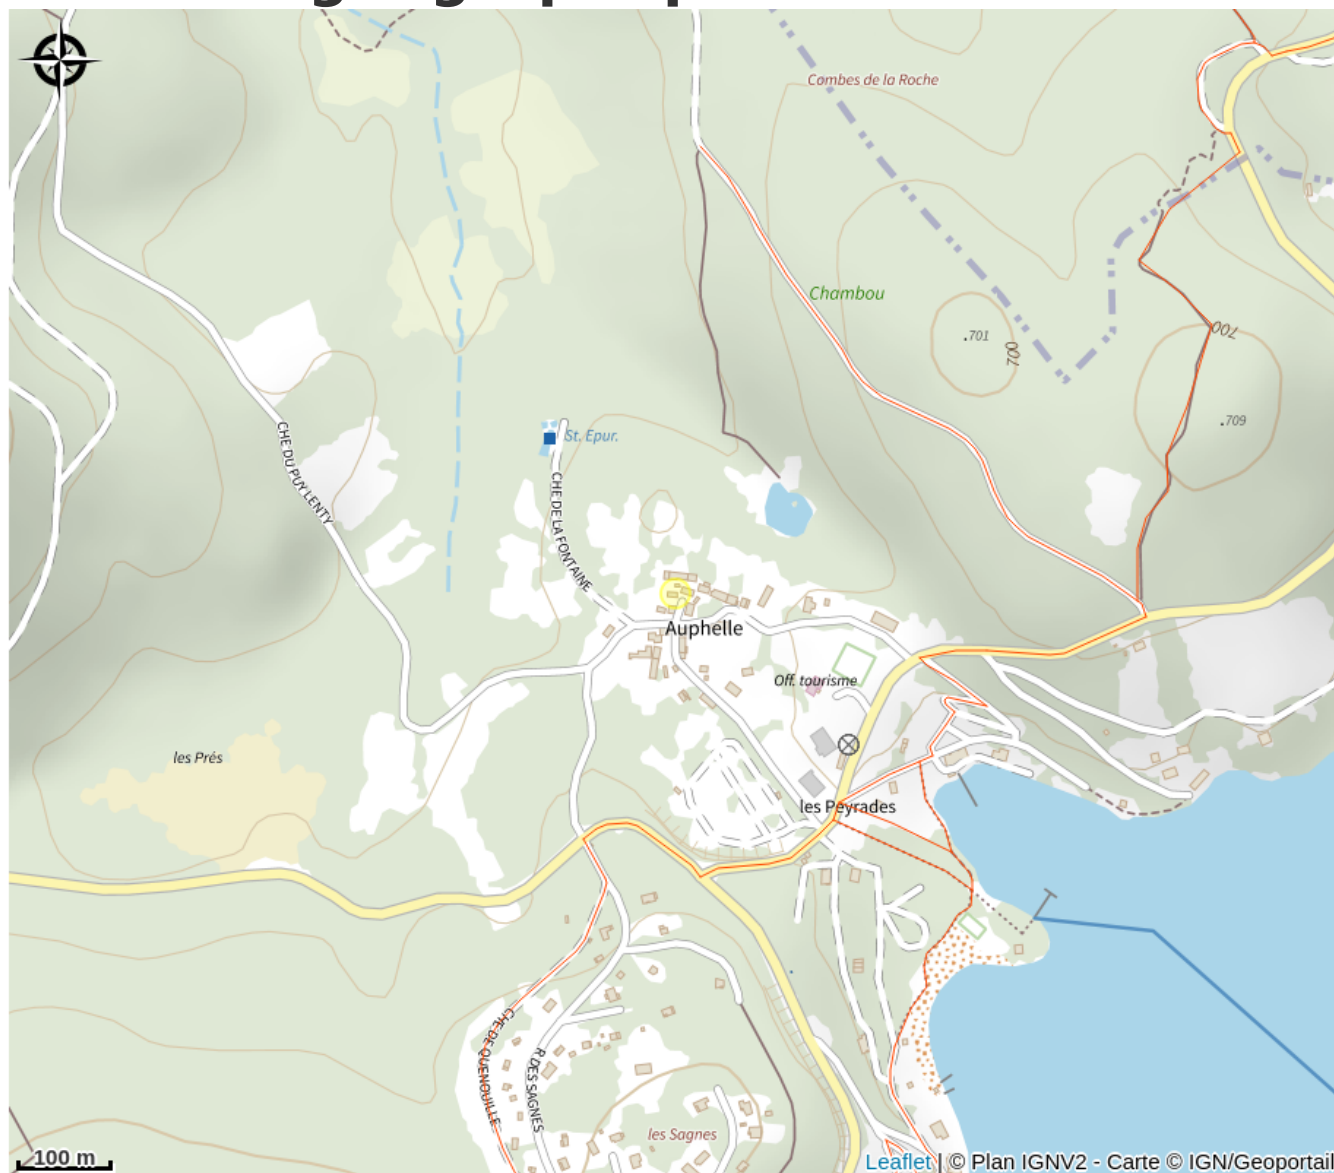 Combes de la Roche
Chambou
.701
700
700
.709
St. Epur.
CHE DU PUY LENTY
CHE DE LA FONTAINE
Auphelle
Off. tourisme
les Prés
les Peyrades
CHE DE QUENOUILLE
R DES SAGNES
les Sagnes
100 m
Leaflet | © Plan IGNV2 - Carte © IGN/Geoportail